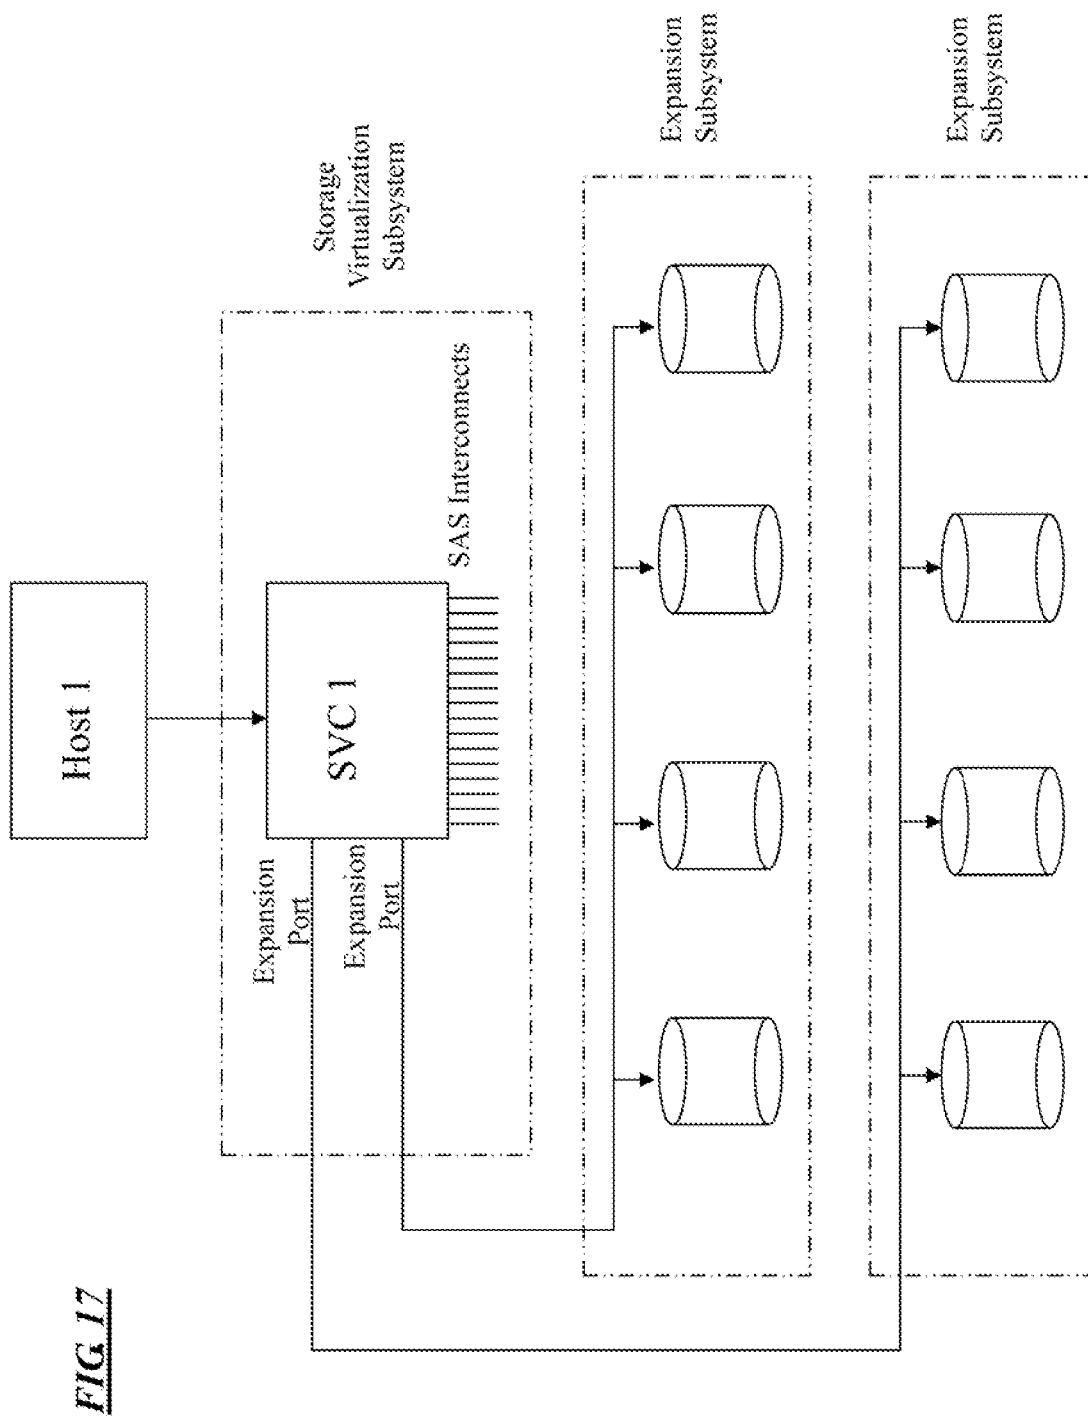 FIG. 17
Host 1
Storage
Virtualization
Subsystem
SVC 1
Expansion
Port
Expansion
Port
SAS Interconnects
Expansion
Subsystem
Expansion
Subsystem